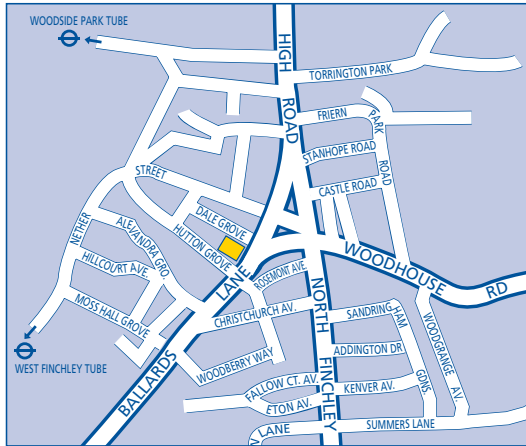 WOODSIDE PARK TUBE
HIGH ROAD
TORRINGTON PARK
FRIERN
PARK
ROAD
STANHOPE ROAD
CASTLE ROAD
NETHER
STREET
DALE GROVE
HUTTON GROVE
ALEXANDRA GRO.
HILLCOURT AVE.
MOSS HALL GROVE
BALLARDS LANE
ROSEMONT AVE.
WOODHOUSE RD
NORTH FINCHLEY
CHRISTCHURCH AV.
SANDRING
HAM
GDNS.
WOODGRANGE AV.
WOODBERRY WAY
ADDINGTON DR
FALLOW CT. AV.
KENVER AV.
ETON AV.
SUMMERS LANE
LANE
WEST FINCHLEY TUBE